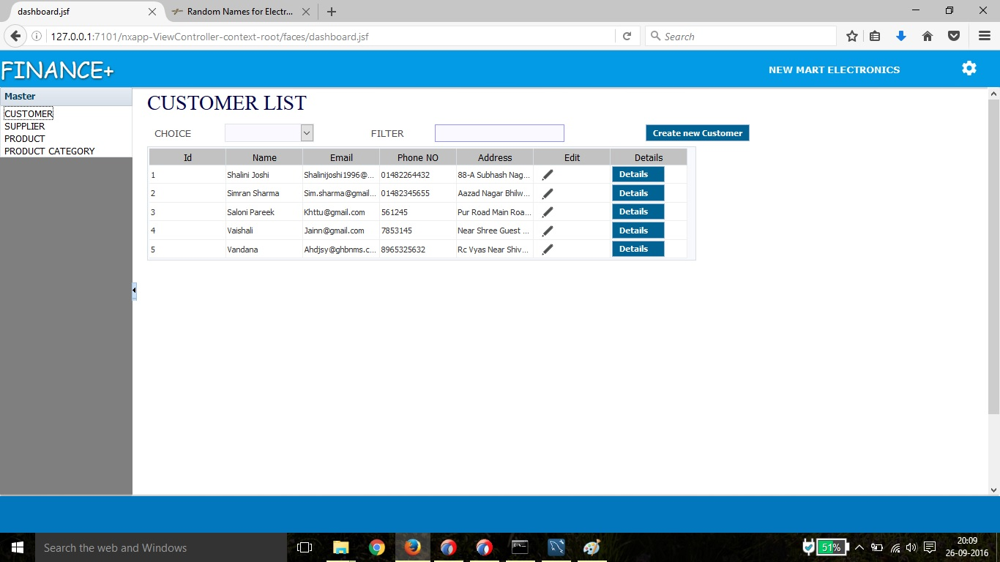 dashboard.jsf
Random Names for Electr...
127.0.0.1:7101/nxapp-ViewController-context-root/faces/dashboard.jsf
Search
FINANCE+
NEW MART ELECTRONICS
Master
CUSTOMER
SUPPLIER
PRODUCT
PRODUCT CATEGORY
CUSTOMER LIST
CHOICE
FILTER
Create new Customer
Id Name Email Phone NO Address Edit Details
1 Shalini Joshi Shalinijoshi1996@... 01482264432 88-A Subhash Nag... Details
2 Simran Sharma Sim.sharma@gmail... 01482345655 Aazad Nagar Bhilw... Details
3 Saloni Pareek Khttu@gmail.com 561245 Pur Road Main Roa... Details
4 Vaishali Jainn@gmail.com 7853145 Near Shree Guest ... Details
5 Vandana Ahdjsy@ghbnms.c... 8965325632 Rc Vyas Near Shiv... Details
Search the web and Windows
51%
20:09
26-09-2016